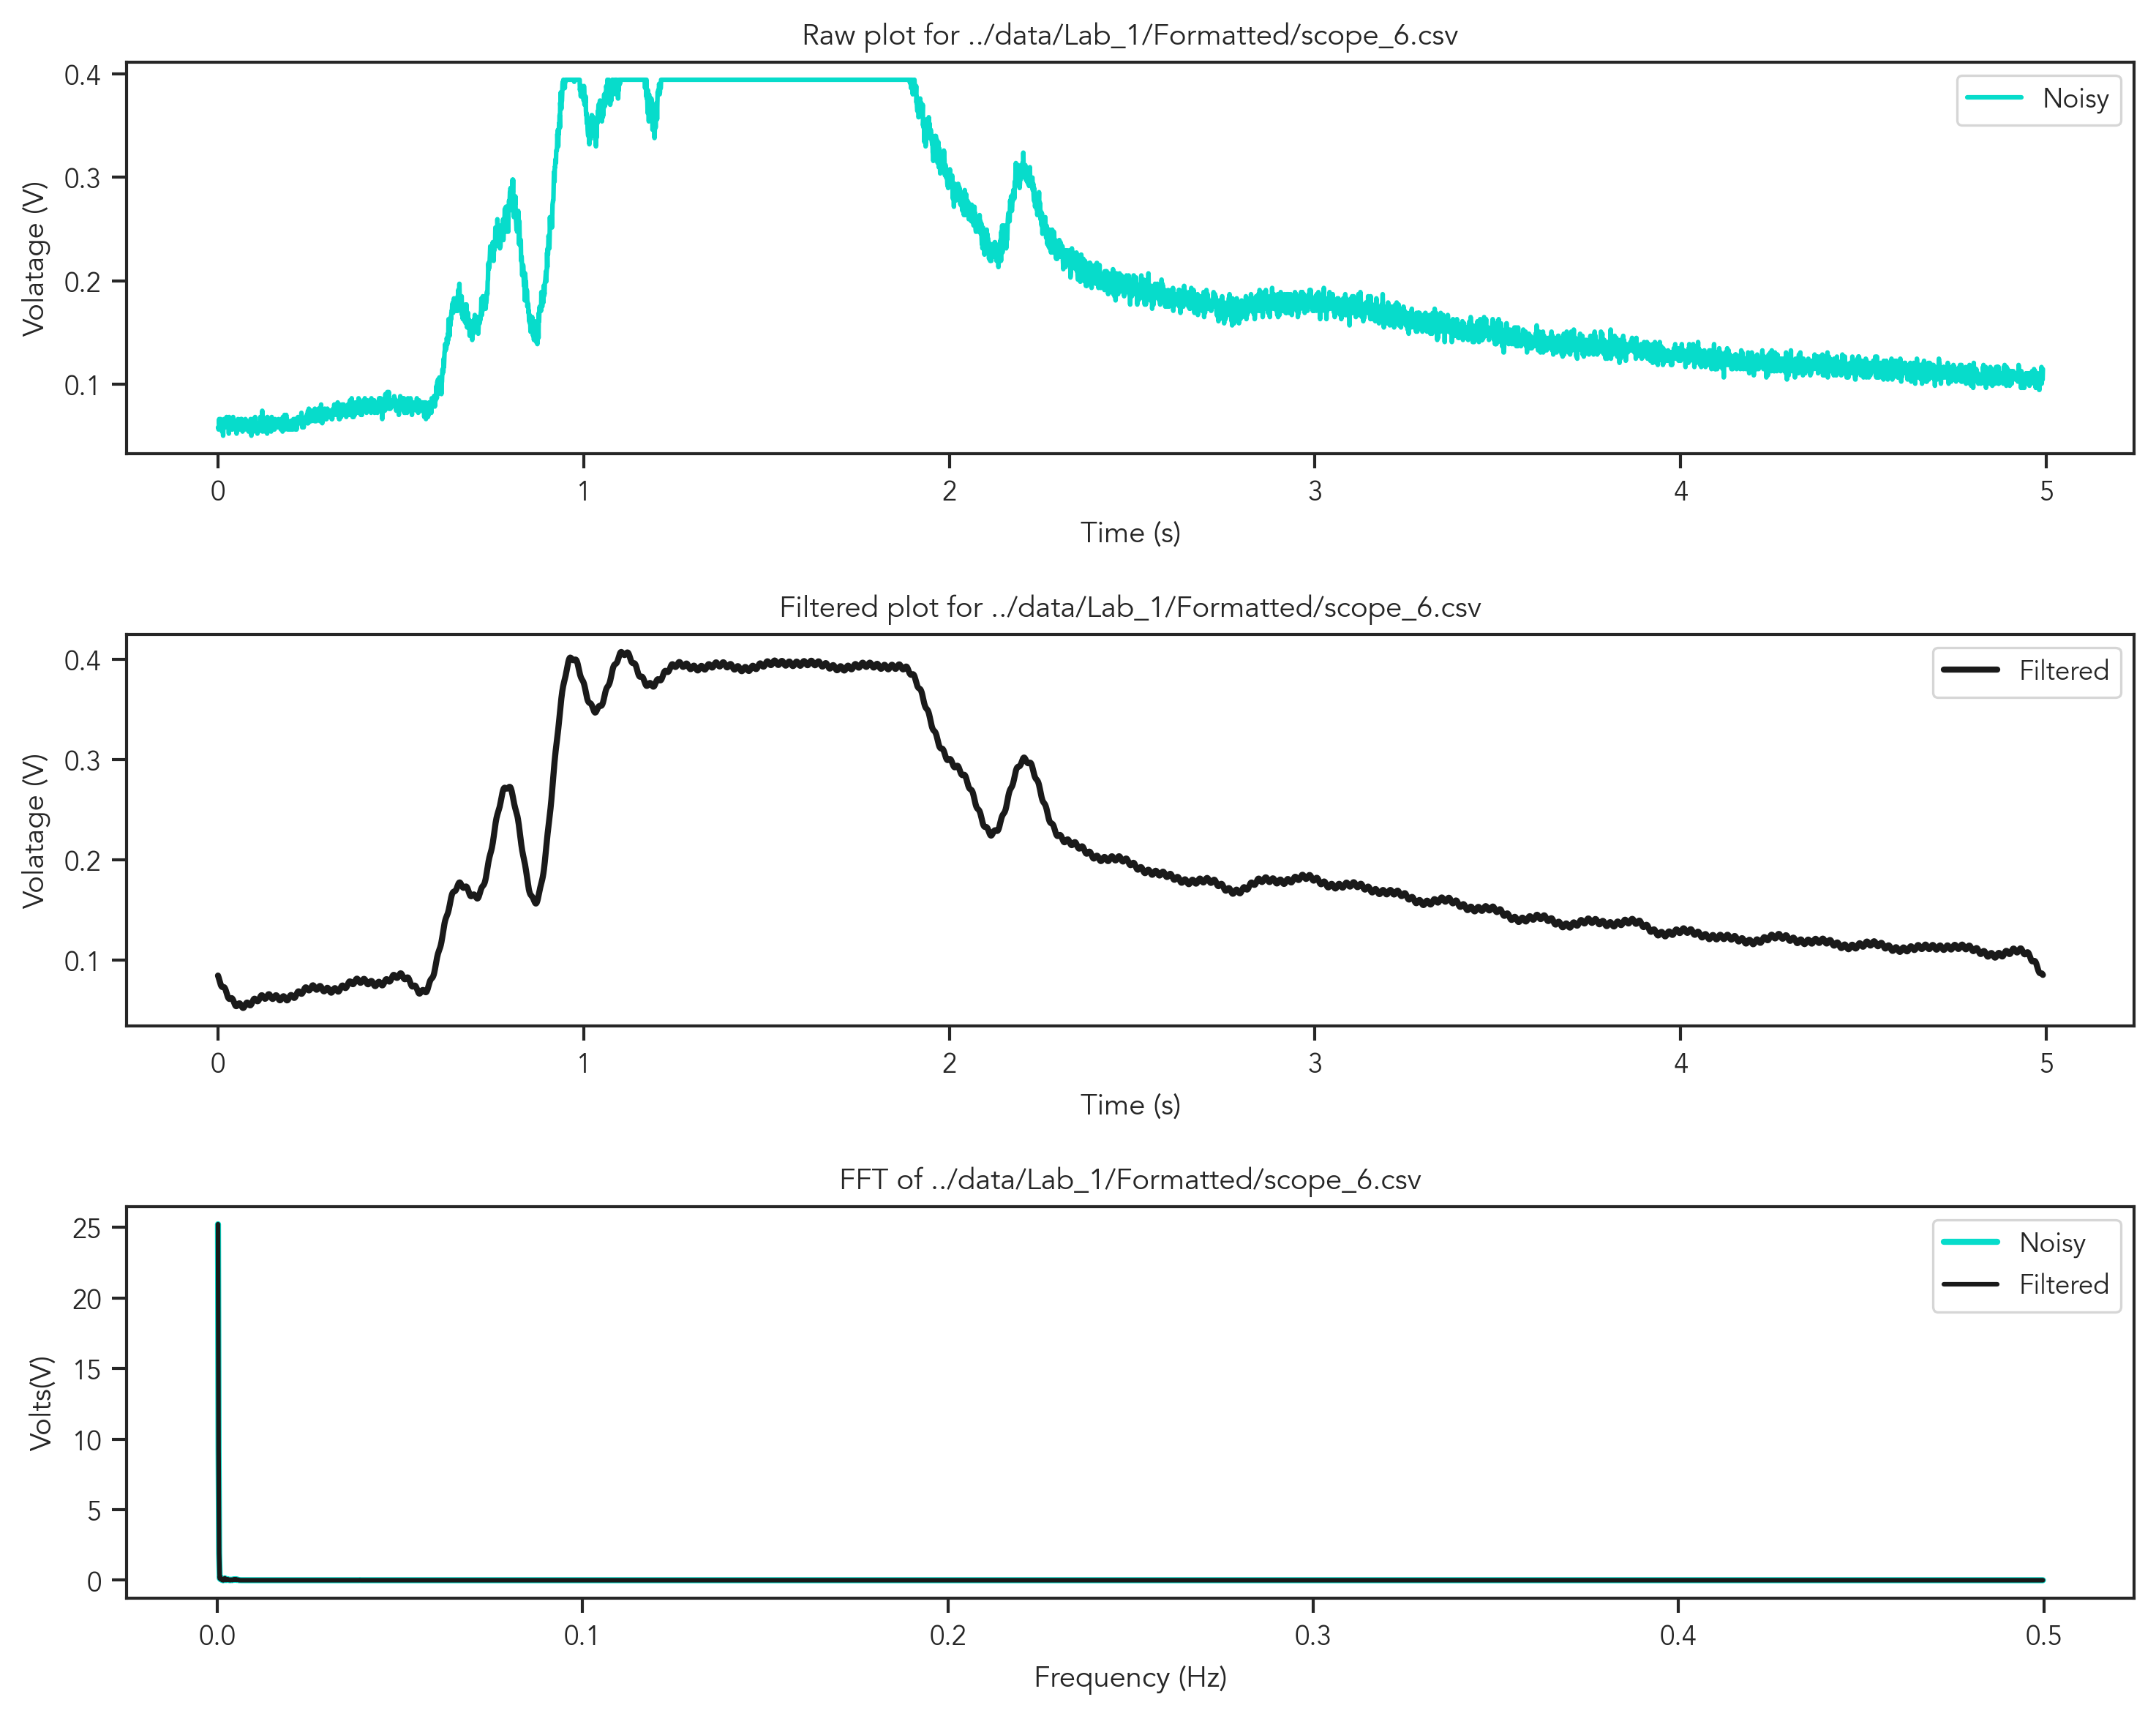 Raw plot for ../data/Lab_1/Formatted/scope_6.csv
Volatage (V)
0.4
0.3
0.2
0.1
Noisy
0 1 2 3 4 5
Time (s)
Filtered plot for ../data/Lab_1/Formatted/scope_6.csv
Volatage (V)
0.4
0.3
0.2
0.1
Filtered
0 1 2 3 4 5
Time (s)
FFT of ../data/Lab_1/Formatted/scope_6.csv
Volts(V)
25
20
15
10
5
0
Noisy
Filtered
0.0 0.1 0.2 0.3 0.4 0.5
Frequency (Hz)